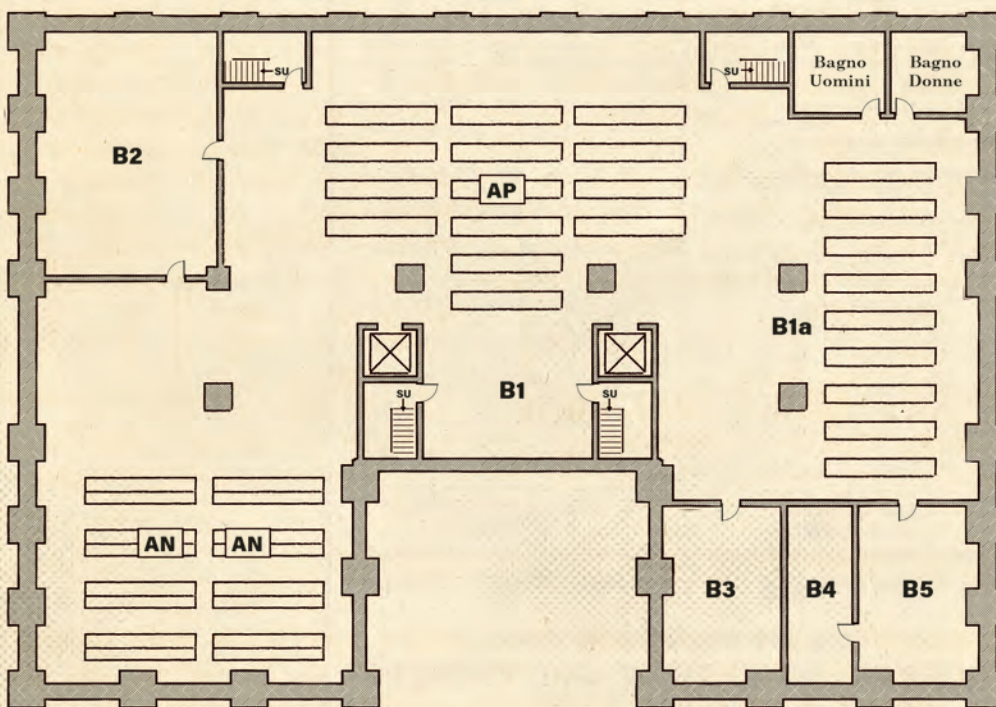 SU
SU
Bagno
Uomini
Bagno
Donne
B2
AP
B1a
B1
SU
SU
AN
AN
B3
B4
B5